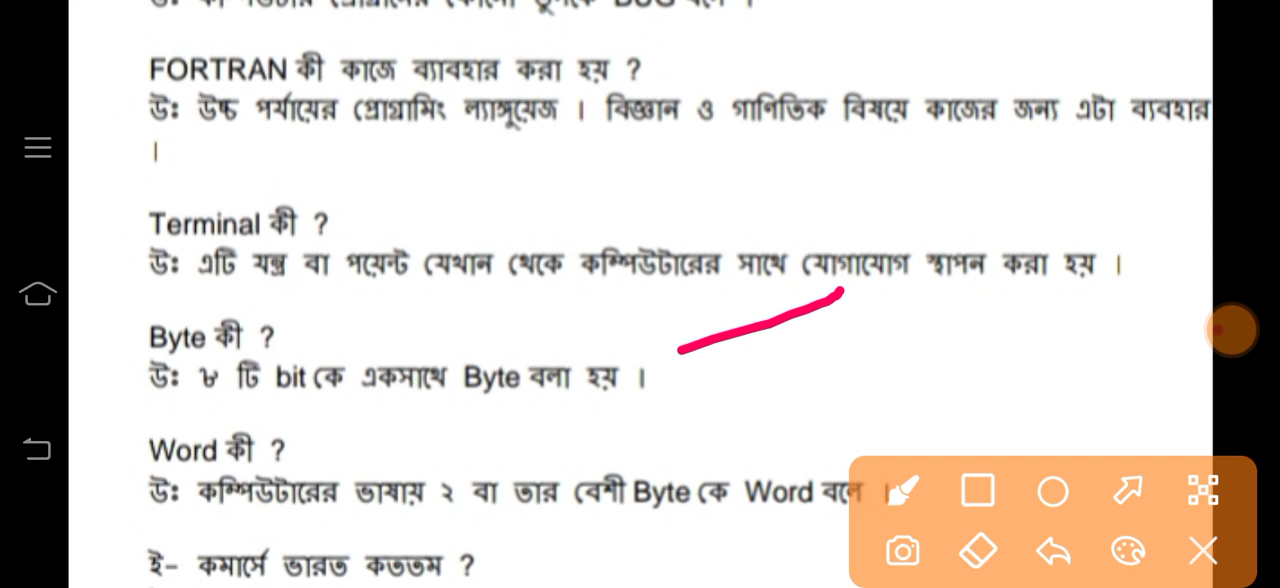 FORTRAN কী কাজে ব্যাবহার করা হয় ?
উঃ উচ্চ পর্যায়ের প্রোগ্রামিং ল্যাঙ্গুয়েজ । বিজ্ঞান ও গাণিতিক বিষয়ে কাজের জন্য এটা ব্যবহার
।
Terminal কী ?
উঃ এটি যন্ত্র বা পয়েন্ট যেখান থেকে কম্পিউটারের সাথে যোগাযোগ স্থাপন করা হয় ।
Byte কী ?
উঃ ৮ টি bit কে একসাথে Byte বলা হয় ।
Word কী ?
উঃ কম্পিউটারের ভাষায় ২ বা তার বেশী Byte কে Word বলে ।
ই- কমার্সে ভারত কততম ?